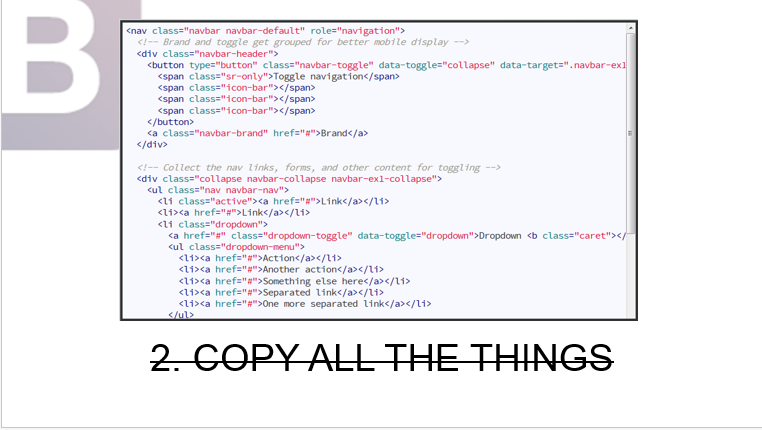 B
<nav class="navbar navbar-default" role="navigation">
<!-- Brand and toggle get grouped for better mobile display -->
<div class="navbar-header">
<button type="button" class="navbar-toggle" data-toggle="collapse" data-target=".navbar-ex1
<span class="sr-only">Toggle navigation</span>
<span class="icon-bar"></span>
<span class="icon-bar"></span>
<span class="icon-bar"></span>
</button>
<a class="navbar-brand" href="#">Brand</a>
</div>
<!-- Collect the nav links, forms, and other content for toggling -->
<div class="collapse navbar-collapse navbar-ex1-collapse">
<ul class="nav navbar-nav">
<li class="active"><a href="#">Link</a></li>
<li><a href="#">Link</a></li>
<li class="dropdown">
<a href="#" class="dropdown-toggle" data-toggle="dropdown">Dropdown <b class="caret"></
<ul class="dropdown-menu">
<li><a href="#">Action</a></li>
<li><a href="#">Another action</a></li>
<li><a href="#">Something else here</a></li>
<li><a href="#">Separated link</a></li>
<li><a href="#">One more separated link</a></li>
</ul>
2. COPY ALL THE THINGS